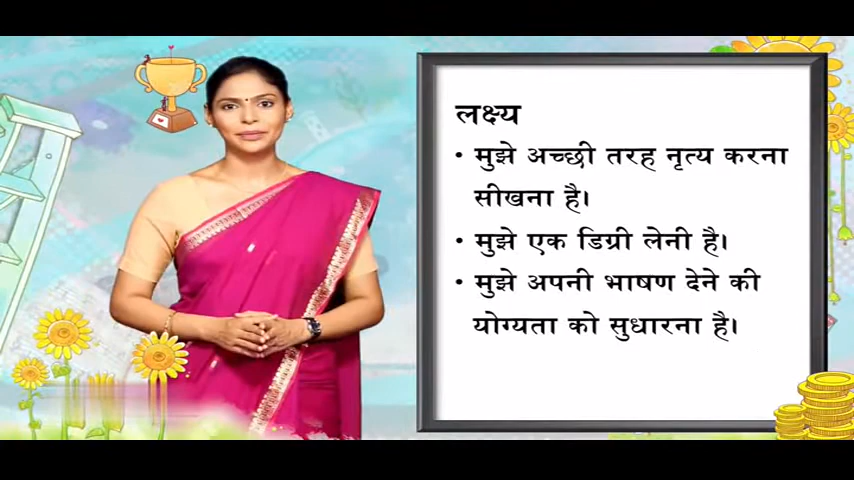 लक्ष्य
• मुझे अच्छी तरह नृत्य करना
सीखना है।
• मुझे एक डिग्री लेनी है।
• मुझे अपनी भाषण देने की
योग्यता को सुधारना है।